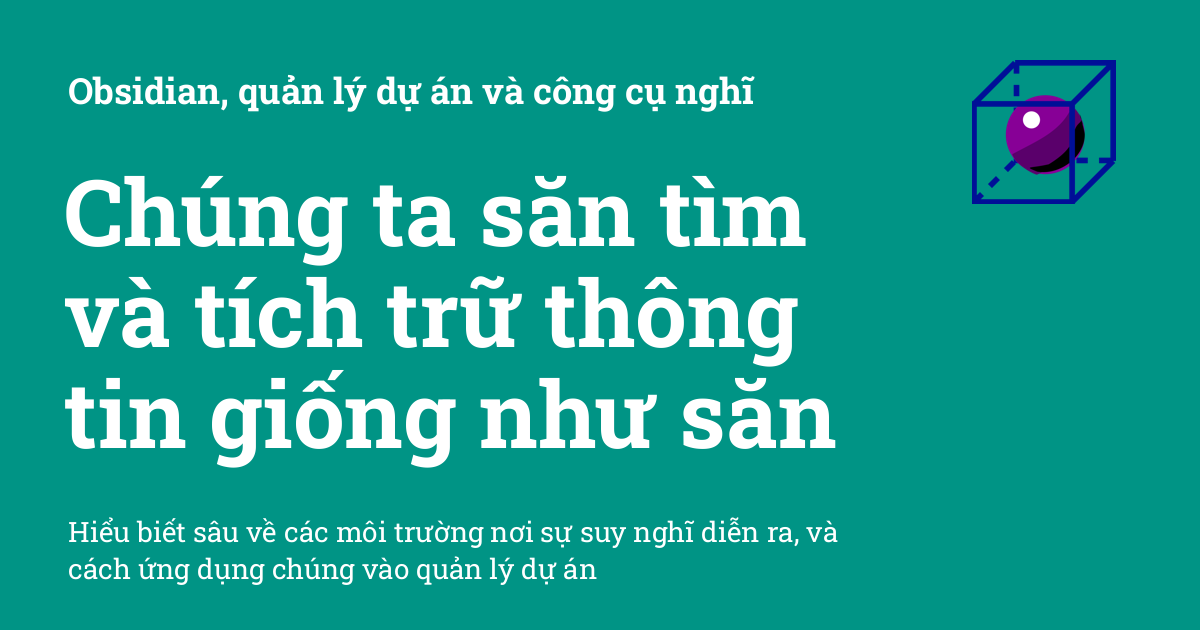 Obsidian, quản lý dự án và công cụ nghĩ
Chúng ta săn tìm
và tích trữ thông
tin giống như săn
Hiểu biết sâu về các môi trường nơi sự suy nghĩ diễn ra, và
cách ứng dụng chúng vào quản lý dự án